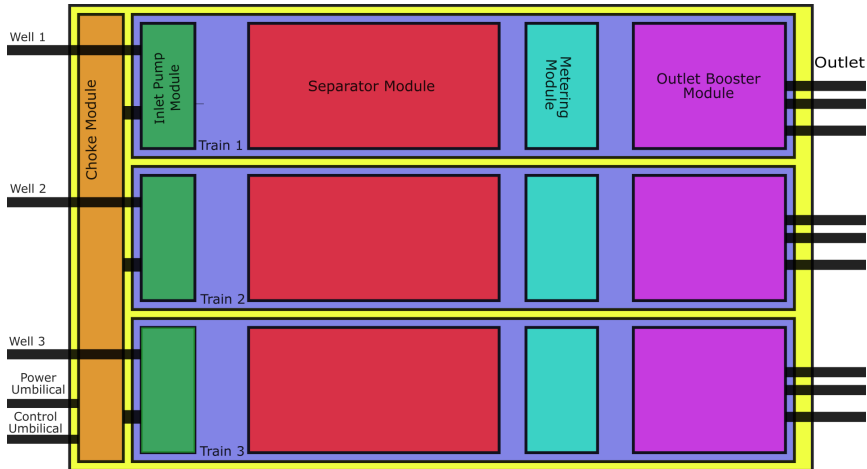 Well 1
Choke Module
Inlet Pump
Module
Separator Module
Metering
Module
Outlet Booster
Module
Outlet
Train 1
Well 2
Train 2
Well 3
Power
Umbilical
Control
Umbilical
Train 3